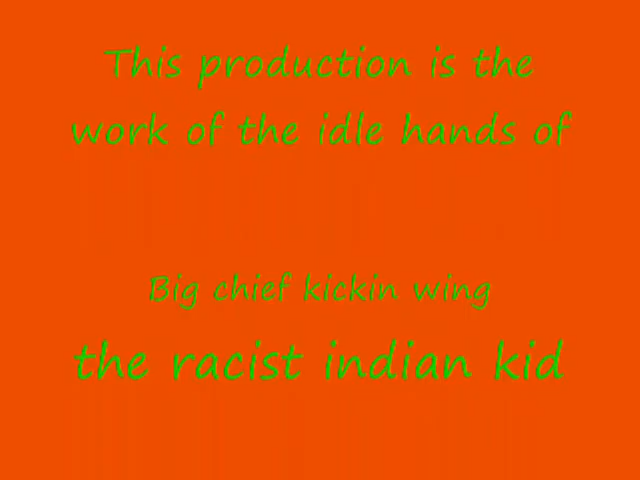 This production is the
work of the idle hands of
Big chief kickin wing
the racist indian kid